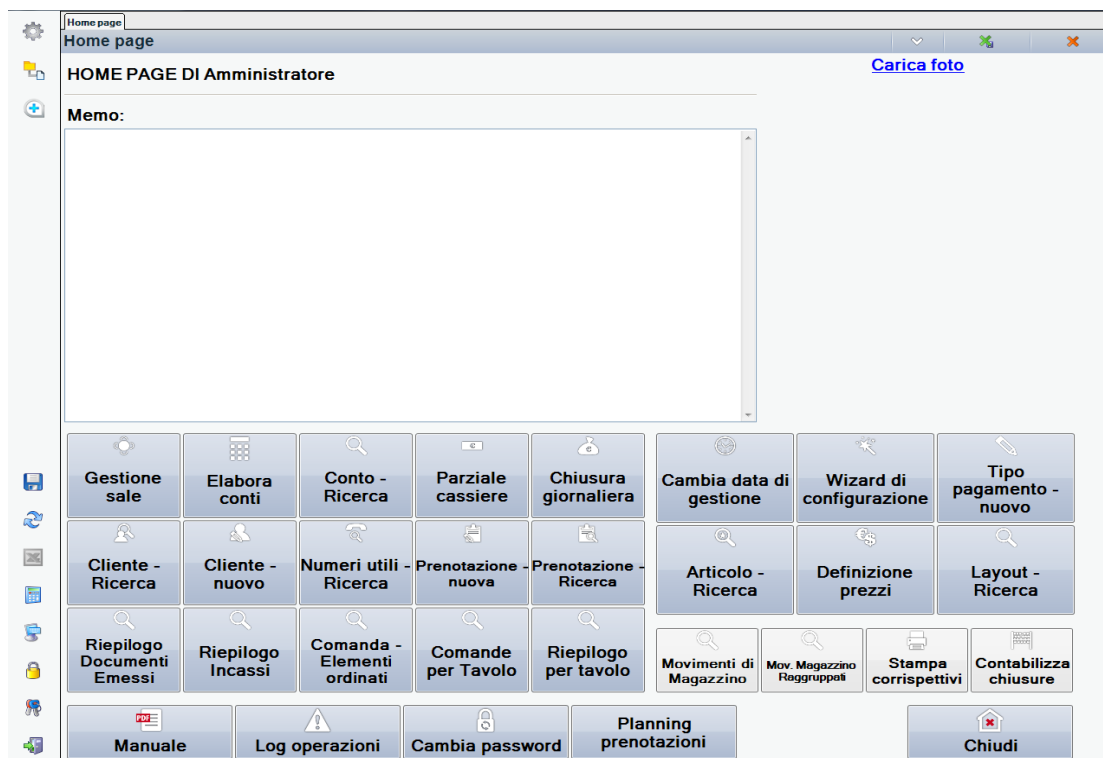 Home page
Home page
Carica foto
HOME PAGE DI Amministratore
Memo:
Gestione
sale
Elabora
conti
Conto -
Ricerca
Parziale
cassiere
Chiusura
giornaliera
Cambia data di
gestione
Wizard di
configurazione
Tipo
pagamento -
nuovo
Cliente -
Ricerca
Cliente -
nuovo
Numeri utili -
Ricerca
Prenotazione -
nuova
Prenotazione -
Ricerca
Articolo -
Ricerca
Definizione
prezzi
Layout -
Ricerca
Riepilogo
Documenti
Emessi
Riepilogo
Incassi
Comanda -
Elementi
ordinati
Comande
per Tavolo
Riepilogo
per tavolo
Movimenti di
Magazzino
Mov. Magazzino
Raggruppati
Stampa
corrispettivi
Contabilizza
chiusure
PDF
Manuale
Log operazioni
Cambia password
Planning
prenotazioni
Chiudi